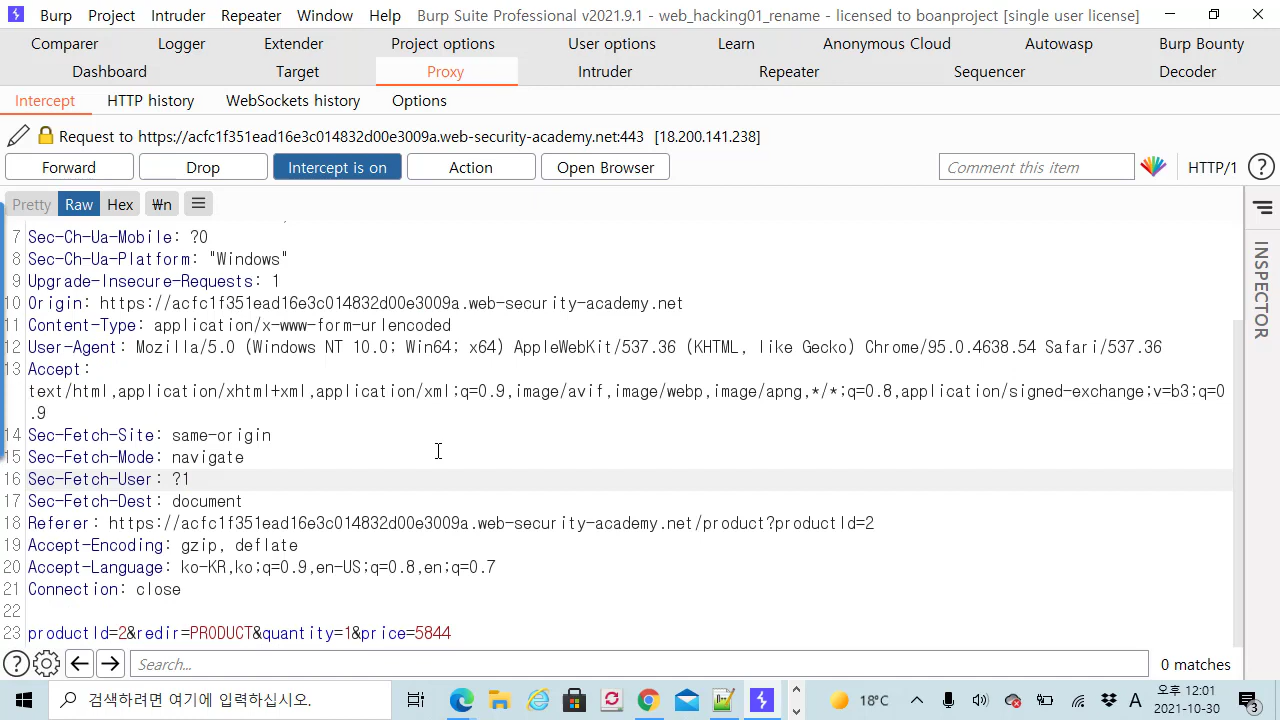 Burp Project Intruder Repeater Window Help Burp Suite Professional v2021.9.1 - web_hacking01_rename - licensed to boanproject [single user license]
Comparer Logger Extender Project options User options Learn Anonymous Cloud Autowasp Burp Bounty
Dashboard Target Proxy Intruder Repeater Sequencer Decoder
Intercept HTTP history WebSockets history Options
Request to https://acfc1f351ead16e3c014832d00e3009a.web-security-academy.net:443 [18.200.141.238]
Forward Drop Intercept is on Action Open Browser Comment this item HTTP/1 ?
Pretty Raw Hex ₩n
INSPECTOR
7 Sec-Ch-Ua-Mobile: ?0
8 Sec-Ch-Ua-Platform: "Windows"
9 Upgrade-Insecure-Requests: 1
10 Origin: https://acfc1f351ead16e3c014832d00e3009a.web-security-academy.net
11 Content-Type: application/x-www-form-urlencoded
12 User-Agent: Mozilla/5.0 (Windows NT 10.0; Win64; x64) AppleWebKit/537.36 (KHTML, like Gecko) Chrome/95.0.4638.54 Safari/537.36
13 Accept:
text/html,application/xhtml+xml,application/xml;q=0.9,image/avif,image/webp,image/apng,*/*;q=0.8,application/signed-exchange;v=b3;q=0
.9
14 Sec-Fetch-Site: same-origin
15 Sec-Fetch-Mode: navigate
16 Sec-Fetch-User: ?1
17 Sec-Fetch-Dest: document
18 Referer: https://acfc1f351ead16e3c014832d00e3009a.web-security-academy.net/product?productId=2
19 Accept-Encoding: gzip, deflate
20 Accept-Language: ko-KR,ko;q=0.9,en-US;q=0.8,en;q=0.7
21 Connection: close
22
23 productId=2&redir=PRODUCT&quantity=1&price=5844
? Search... 0 matches
검색하려면 여기에 입력하십시오. 18°C A 오후 12:01
2021-10-30 3